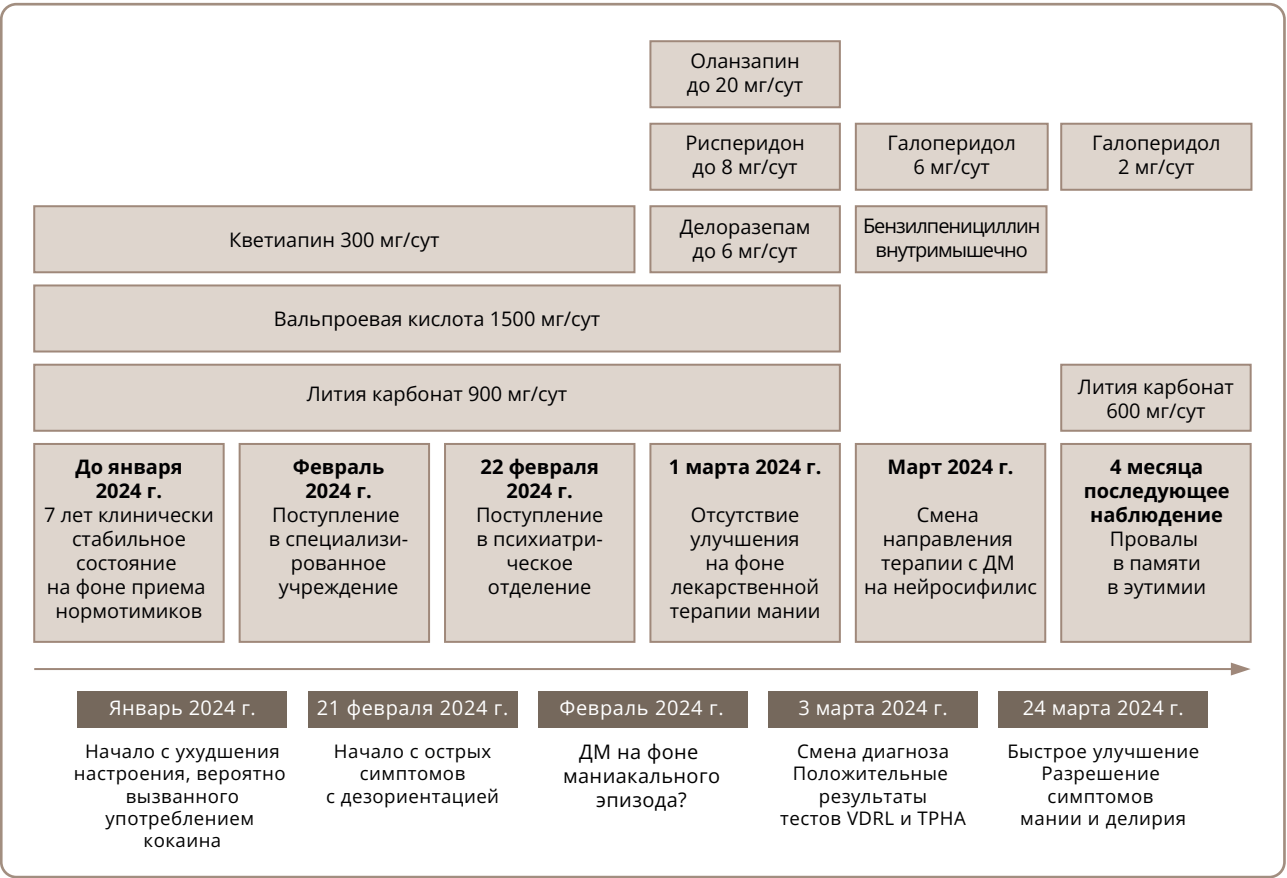 Оланзапин
до 20 мг/сут
Рисперидон
до 8 мг/сут
Галоперидол
6 мг/сут
Галоперидол
2 мг/сут
Кветиапин 300 мг/сут
Делоразепам
до 6 мг/сут
Бензилпенициллин
внутримышечно
Вальпроевая кислота 1500 мг/сут
Лития карбонат 900 мг/сут
Лития карбонат
600 мг/сут
До января
2024 г.
7 лет клинически
стабильное
состояние
на фоне приема
нормотимиков
Февраль
2024 г.
Поступление
в специализи-
рованное
учреждение
22 февраля
2024 г.
Поступление
в психиатри-
ческое
отделение
1 марта 2024 г.
Отсутствие
улучшения
на фоне
лекарственной
терапии мании
Март 2024 г.
Смена
направления
терапии с ДМ
на нейросифилис
4 месяца
последующее
наблюдение
Провалы
в памяти
в эутимии
Январь 2024 г.
Начало с ухудшения
настроения, вероятно
вызванного
употреблением
кокаина
21 февраля 2024 г.
Начало с острых
симптомов
с дезориентацией
Февраль 2024 г.
ДМ на фоне
маниакального
эпизода?
3 марта 2024 г.
Смена диагноза
Положительные
результаты
тестов VDRL и TPHA
24 марта 2024 г.
Быстрое улучшение
Разрешение
симптомов
мании и делирия